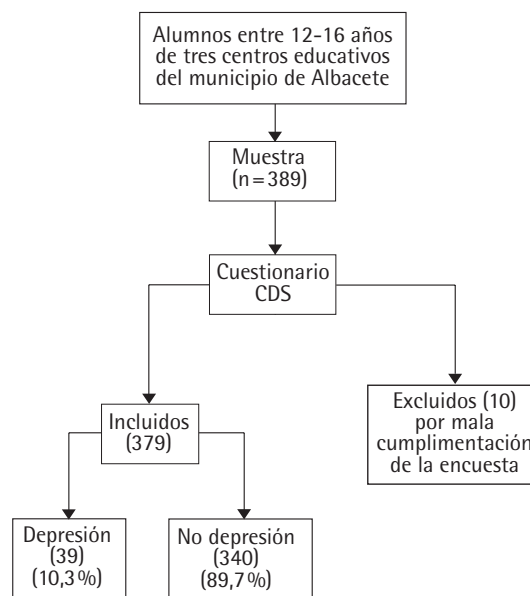 Alumnos entre 12-16 años
de tres centros educativos
del municipio de Albacete
Muestra
(n=389)
Cuestionario
CDS
Incluidos
(379)
Excluidos (10)
por mala
cumplimentación
de la encuesta
Depresión
(39)
(10,3%)
No depresión
(340)
(89,7%)